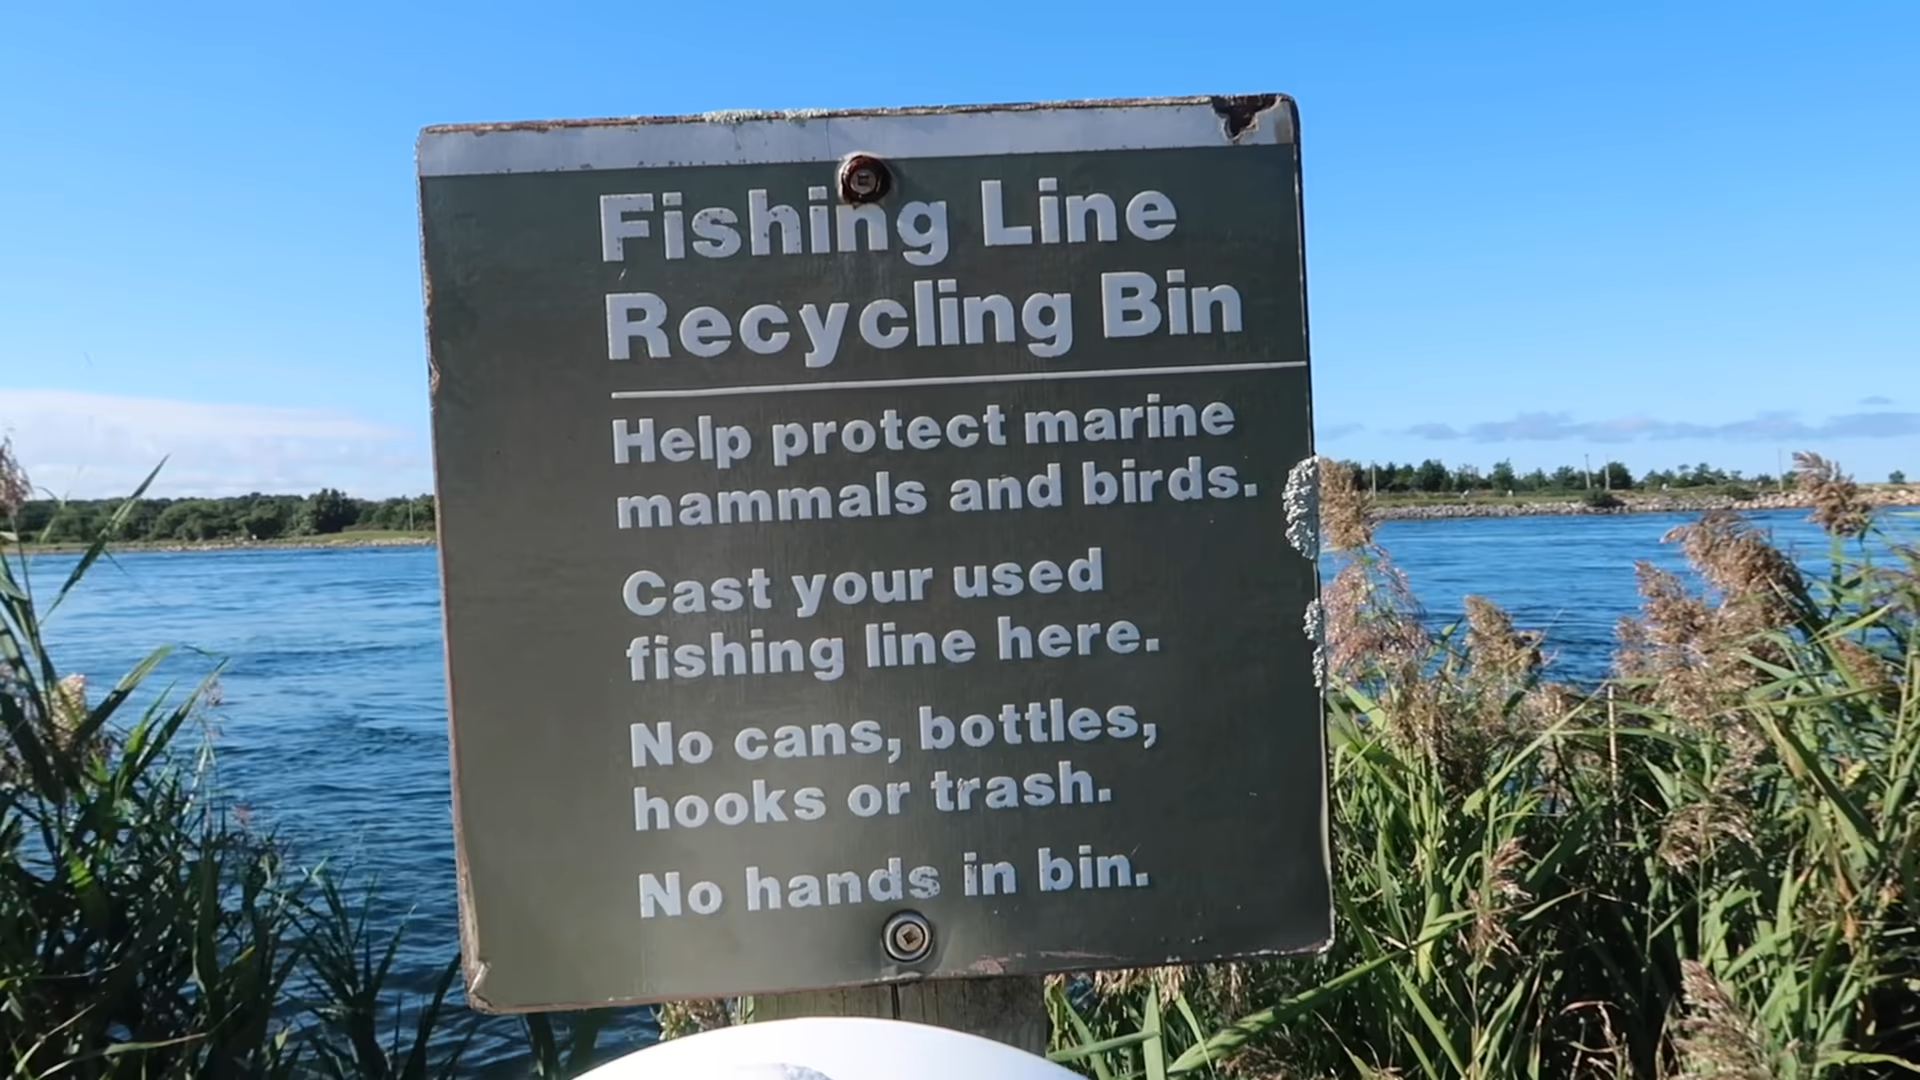 Fishing Line
Recycling Bin
Help protect marine
mammals and birds.
Cast your used
fishing line here.
No cans, bottles,
hooks or trash.
No hands in bin.